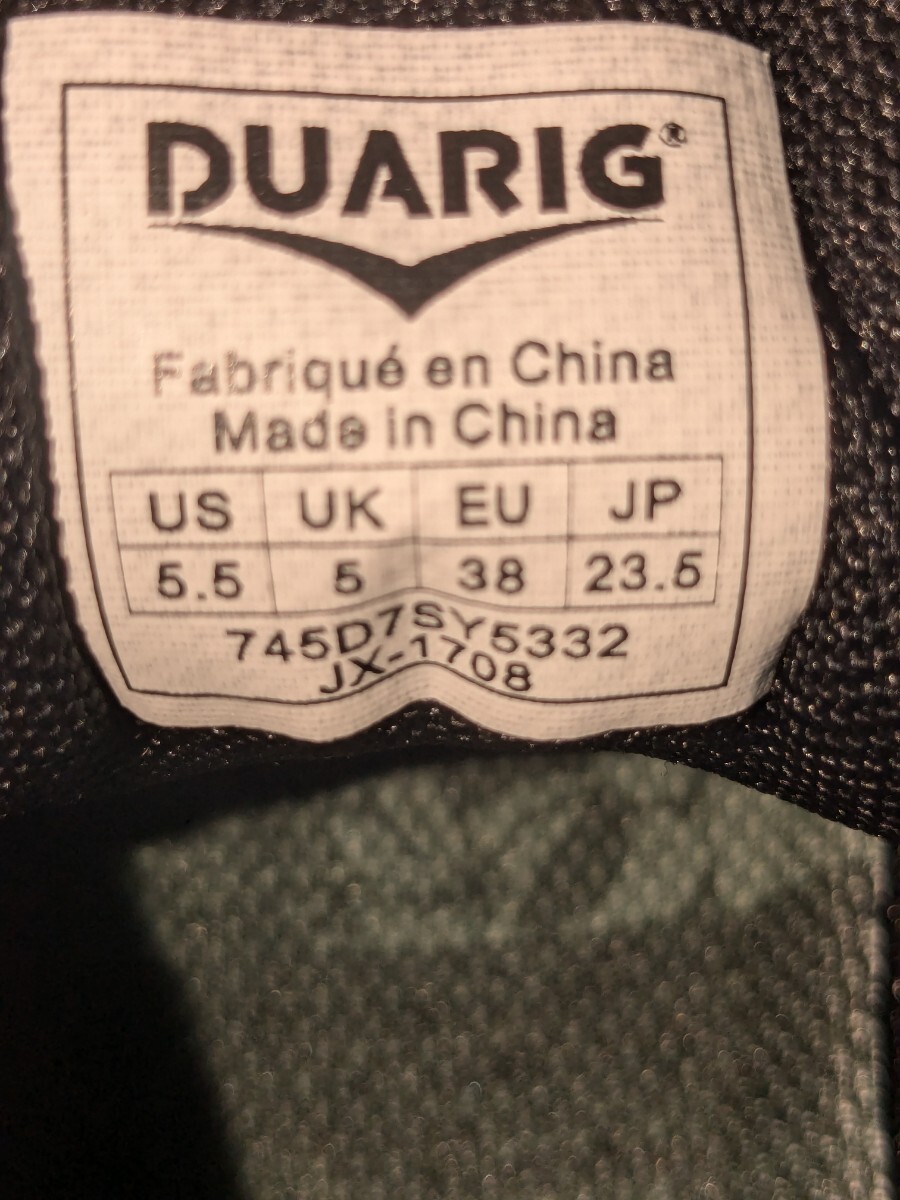 DUARIG®
Fabriqué en China
Made in China
US UK EU JP
5.5 5 38 23.5
745D7SY5332
JX-1708